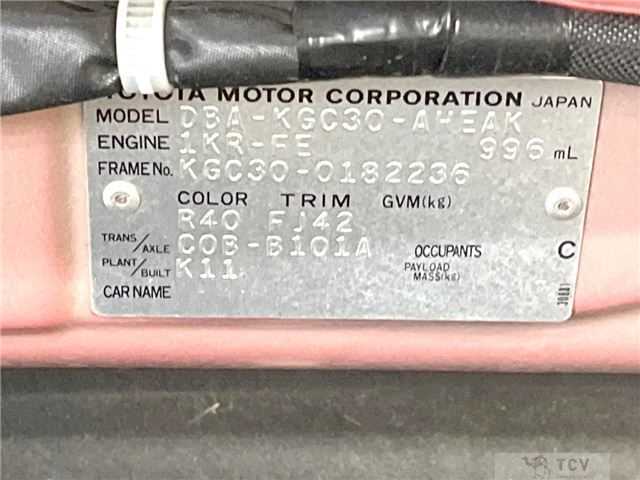 TOYOTA MOTOR CORPORATION JAPAN
MODEL DBA-KGC30-AHEAK
ENGINE 1KR-FE 996 mL
FRAME No. KGC30-0182236
COLOR TRIM GVM(kg)
R40 FJ42
TRANS/AXLE C0B-B101A OCCUPANTS C
PLANT/BUILT K11 PAYLOAD MASS(kg)
CAR NAME
TCV